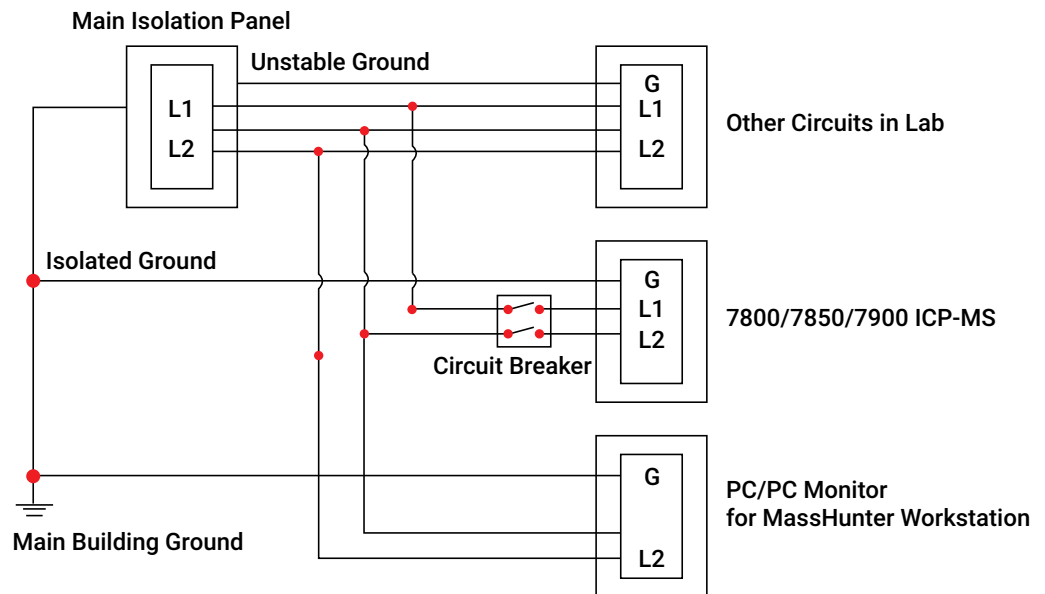 Main Isolation Panel
Unstable Ground
L1
L2
G
L1
L2
Other Circuits in Lab
Isolated Ground
G
L1
L2
7800/7850/7900 ICP-MS
Circuit Breaker
G
L2
PC/PC Monitor
for MassHunter Workstation
Main Building Ground